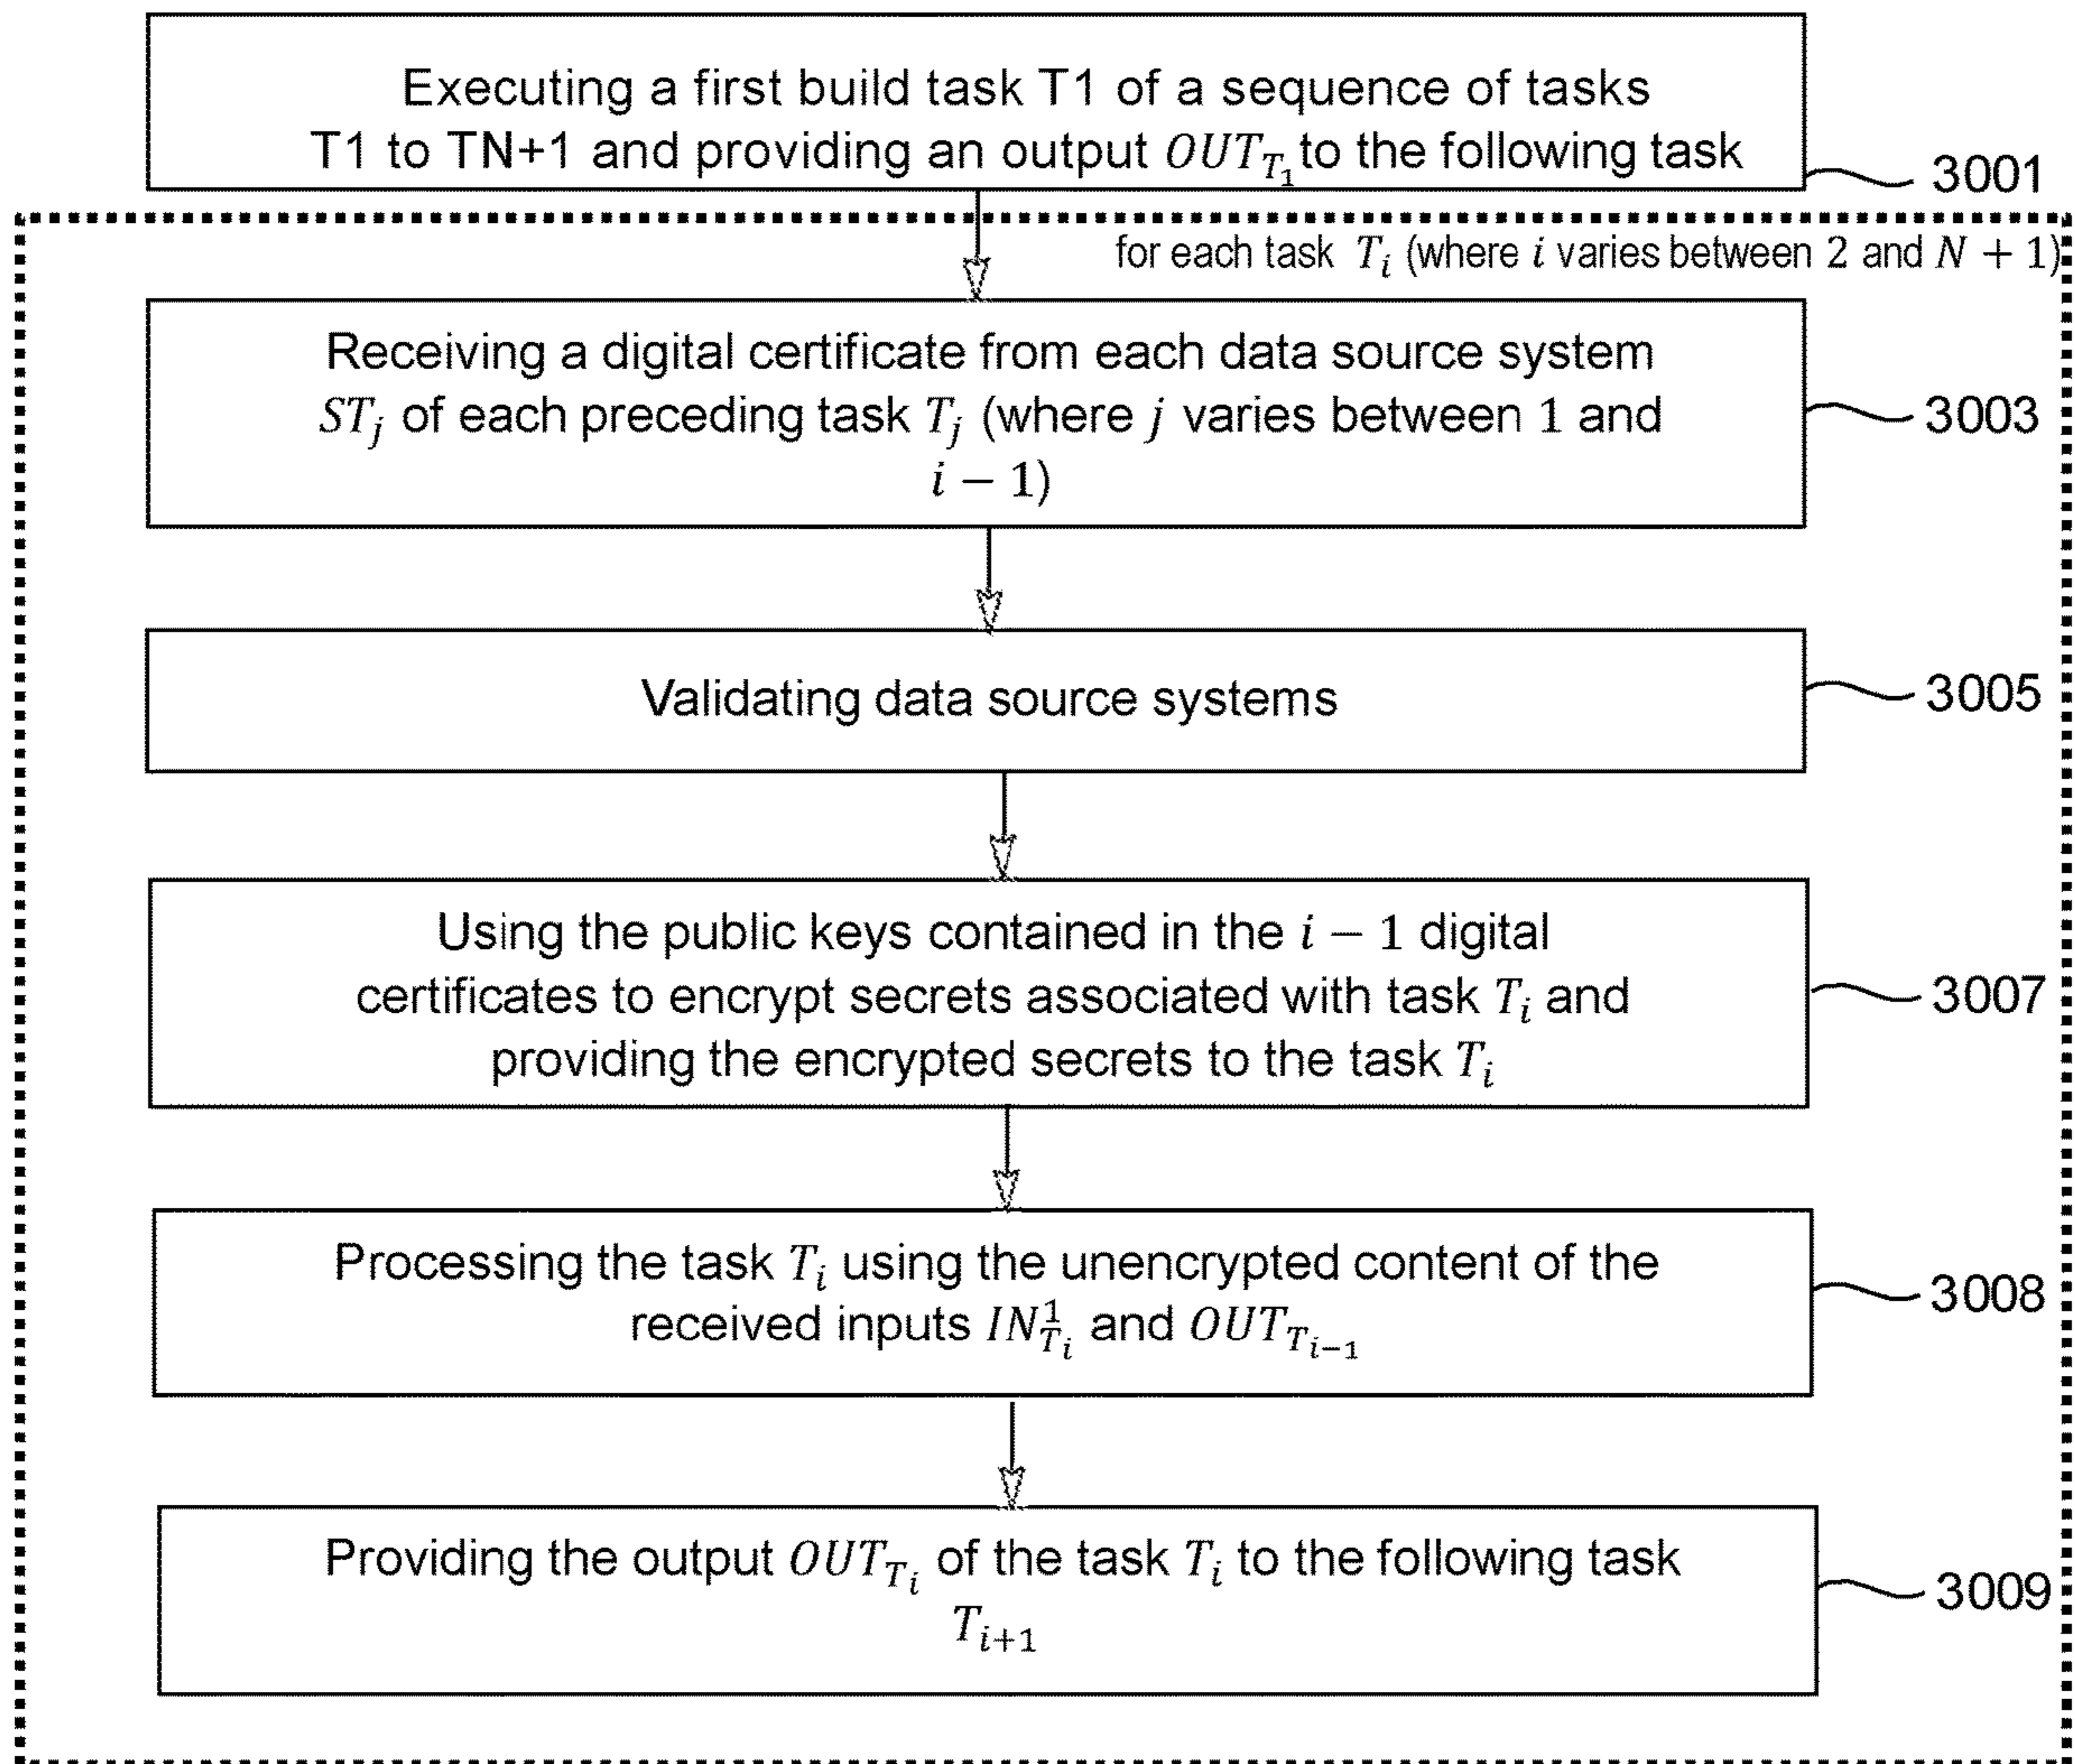 Executing a first build task T1 of a sequence of tasks
T1 to TN+1 and providing an output $OUT_{T_1}$ to the following task
3001
for each task $T_i$ (where $i$ varies between 2 and $N + 1$)
Receiving a digital certificate from each data source system
$ST_j$ of each preceding task $T_j$ (where $j$ varies between 1 and
$i - 1$)
3003
Validating data source systems
3005
Using the public keys contained in the $i - 1$ digital
certificates to encrypt secrets associated with task $T_i$ and
providing the encrypted secrets to the task $T_i$
3007
Processing the task $T_i$ using the unencrypted content of the
received inputs $IN^1_{T_i}$ and $OUT_{T_{i-1}}$
3008
Providing the output $OUT_{T_i}$ of the task $T_i$ to the following task
$T_{i+1}$
3009